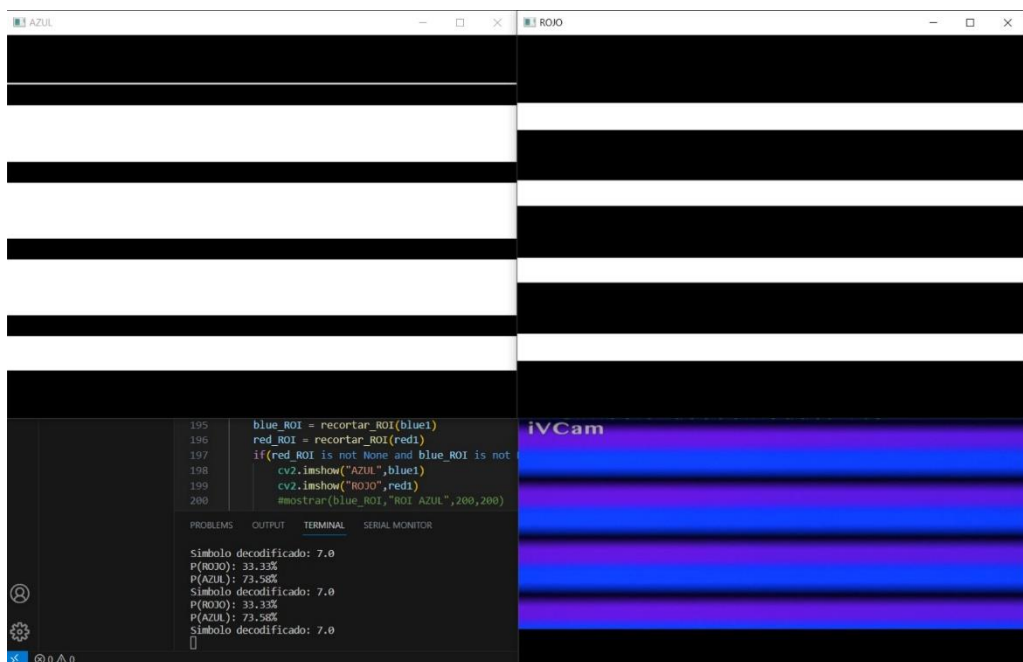 AZUL
ROJO
195 blue_ROI = recortar_ROI(blue1)
196 red_ROI = recortar_ROI(red1)
197 if(red_ROI is not None and blue_ROI is not
198 cv2.imshow("AZUL",blue1)
199 cv2.imshow("ROJO",red1)
200 #mostrar(blue_ROI,"ROI AZUL",200,200)
PROBLEMS OUTPUT TERMINAL SERIAL MONITOR
Simbolo decodificado: 7.0
P(ROJO): 33.33%
P(AZUL): 73.58%
Simbolo decodificado: 7.0
P(ROJO): 33.33%
P(AZUL): 73.58%
Simbolo decodificado: 7.0
0 0
iVCam